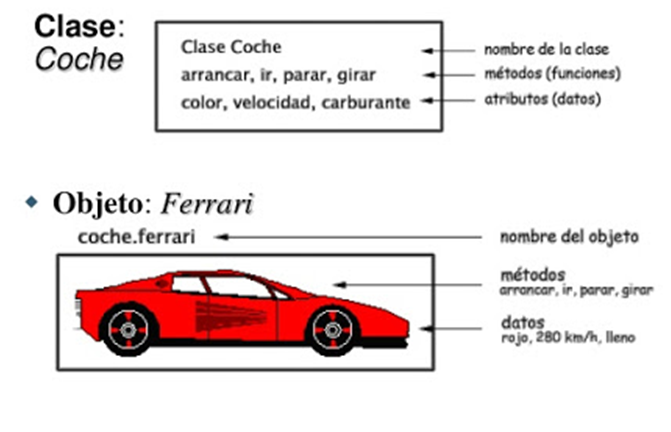 Clase:
Coche
Clase Coche
nombre de la clase
arrancar, ir, parar, girar
métodos (funciones)
color, velocidad, carburante
atributos (datos)
Objeto: Ferrari
coche.ferrari
nombre del objeto
métodos
arrancar, ir, parar, girar
datos
rojo, 280 km/h, lleno